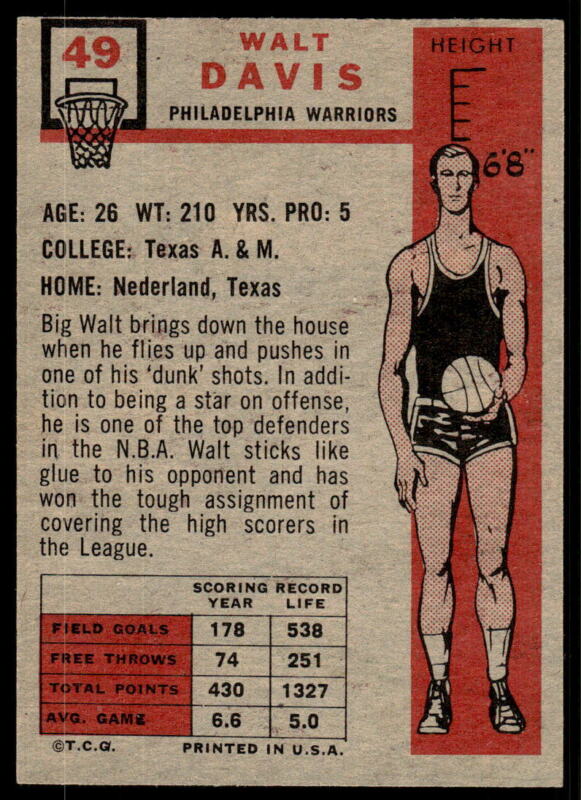 49
WALT
DAVIS
PHILADELPHIA WARRIORS
HEIGHT
6'8"
AGE: 26 WT: 210 YRS. PRO: 5
COLLEGE: Texas A. & M.
HOME: Nederland, Texas
Big Walt brings down the house
when he flies up and pushes in
one of his 'dunk' shots. In addi-
tion to being a star on offense,
he is one of the top defenders
in the N.B.A. Walt sticks like
glue to his opponent and has
won the tough assignment of
covering the high scorers in
the League.
SCORING RECORD
YEAR LIFE
FIELD GOALS 178 538
FREE THROWS 74 251
TOTAL POINTS 430 1327
AVG. GAME 6.6 5.0
©T.C.G. PRINTED IN U.S.A.